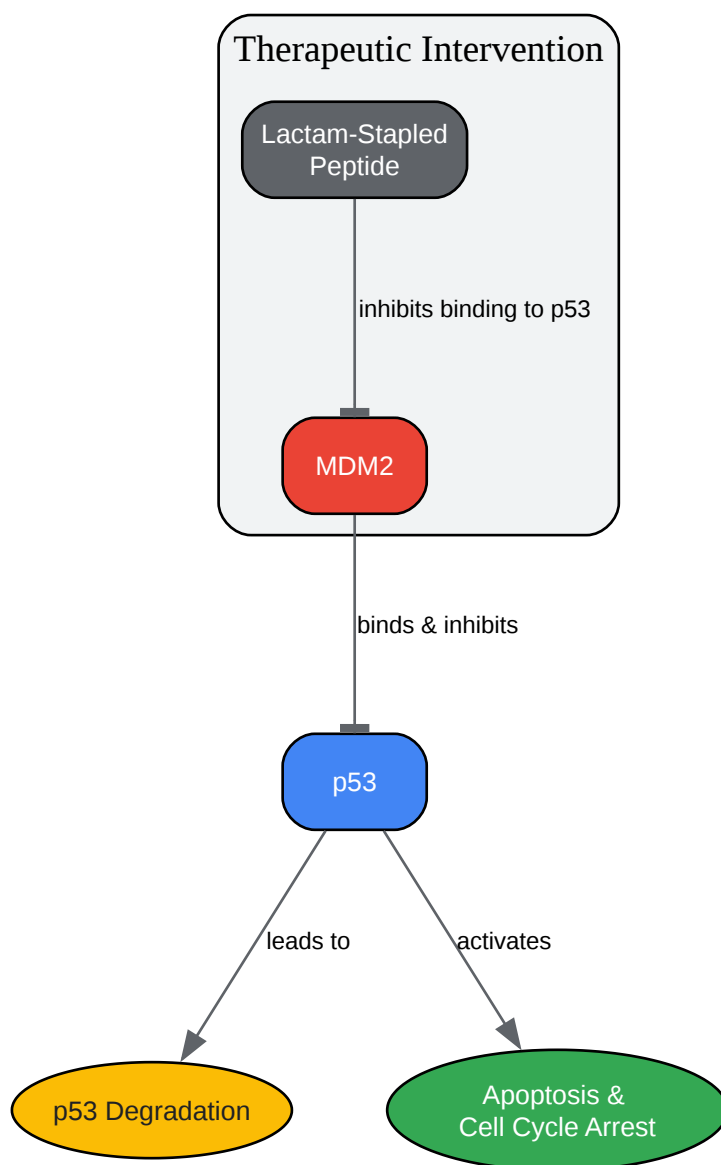 Therapeutic Intervention
Lactam-Stapled
Peptide
inhibits binding to p53
MDM2
binds & inhibits
p53
leads to
activates
p53 Degradation
Apoptosis &
Cell Cycle Arrest